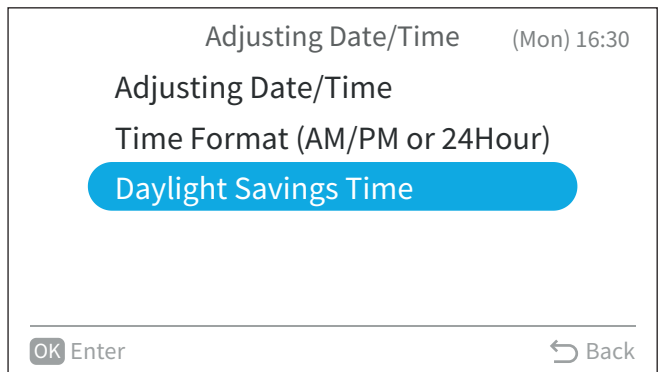 Adjusting Date/Time (Mon) 16:30
Adjusting Date/Time
Time Format (AM/PM or 24Hour)
Daylight Savings Time
OK Enter Back